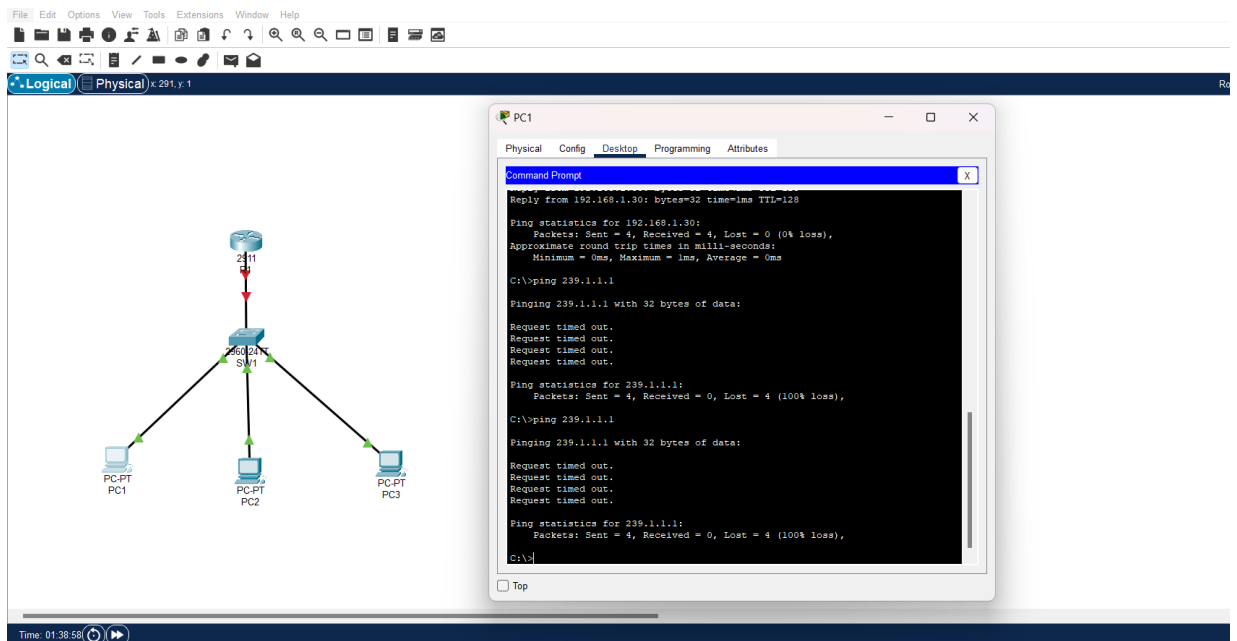 File Edit Options View Tools Extensions Window Help
Logical Physical x: 291, y: 1
Ro
PC1
Physical Config Desktop Programming Attributes
Command Prompt X
Reply from 192.168.1.30: bytes=32 time=1ms TTL=128
Ping statistics for 192.168.1.30:
Packets: Sent = 4, Received = 4, Lost = 0 (0% loss),
Approximate round trip times in milli-seconds:
Minimum = 0ms, Maximum = 1ms, Average = 0ms
C:\>ping 239.1.1.1
Pinging 239.1.1.1 with 32 bytes of data:
Request timed out.
Request timed out.
Request timed out.
Request timed out.
Ping statistics for 239.1.1.1:
Packets: Sent = 4, Received = 0, Lost = 4 (100% loss),
C:\>ping 239.1.1.1
Pinging 239.1.1.1 with 32 bytes of data:
Request timed out.
Request timed out.
Request timed out.
Request timed out.
Ping statistics for 239.1.1.1:
Packets: Sent = 4, Received = 0, Lost = 4 (100% loss),
C:\>
Top
2911
R1
2960-24TT
SW1
PC-PT
PC1
PC-PT
PC2
PC-PT
PC3
Time: 01:38:58